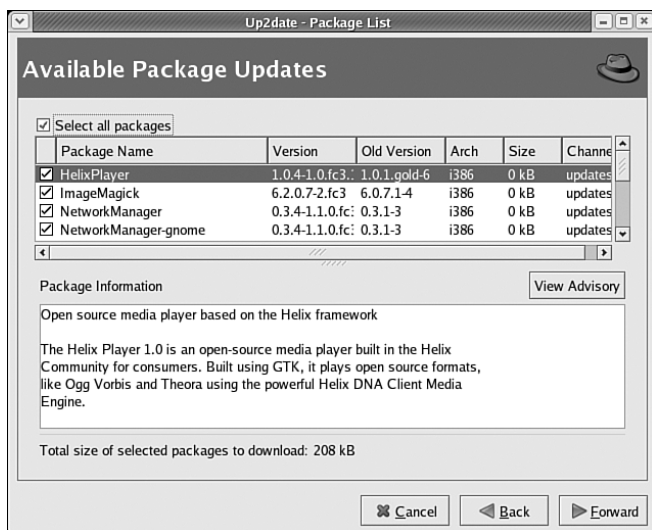 Up2date - Package List
Available Package Updates
Select all packages
Package Name Version Old Version Arch Size Channe
HelixPlayer 1.0.4-1.0.fc3. 1.0.1.gold-6 i386 0 kB updates
ImageMagick 6.2.0.7-2.fc3 6.0.7.1-4 i386 0 kB updates
NetworkManager 0.3.4-1.1.0.fc 0.3.1-3 i386 0 kB updates
NetworkManager-gnome 0.3.4-1.1.0.fc 0.3.1-3 i386 0 kB updates
Package Information
View Advisory
Open source media player based on the Helix framework
The Helix Player 1.0 is an open-source media player built in the Helix
Community for consumers. Built using GTK, it plays open source formats,
like Ogg Vorbis and Theora using the powerful Helix DNA Client Media
Engine.
Total size of selected packages to download: 208 kB
Cancel Back Forward